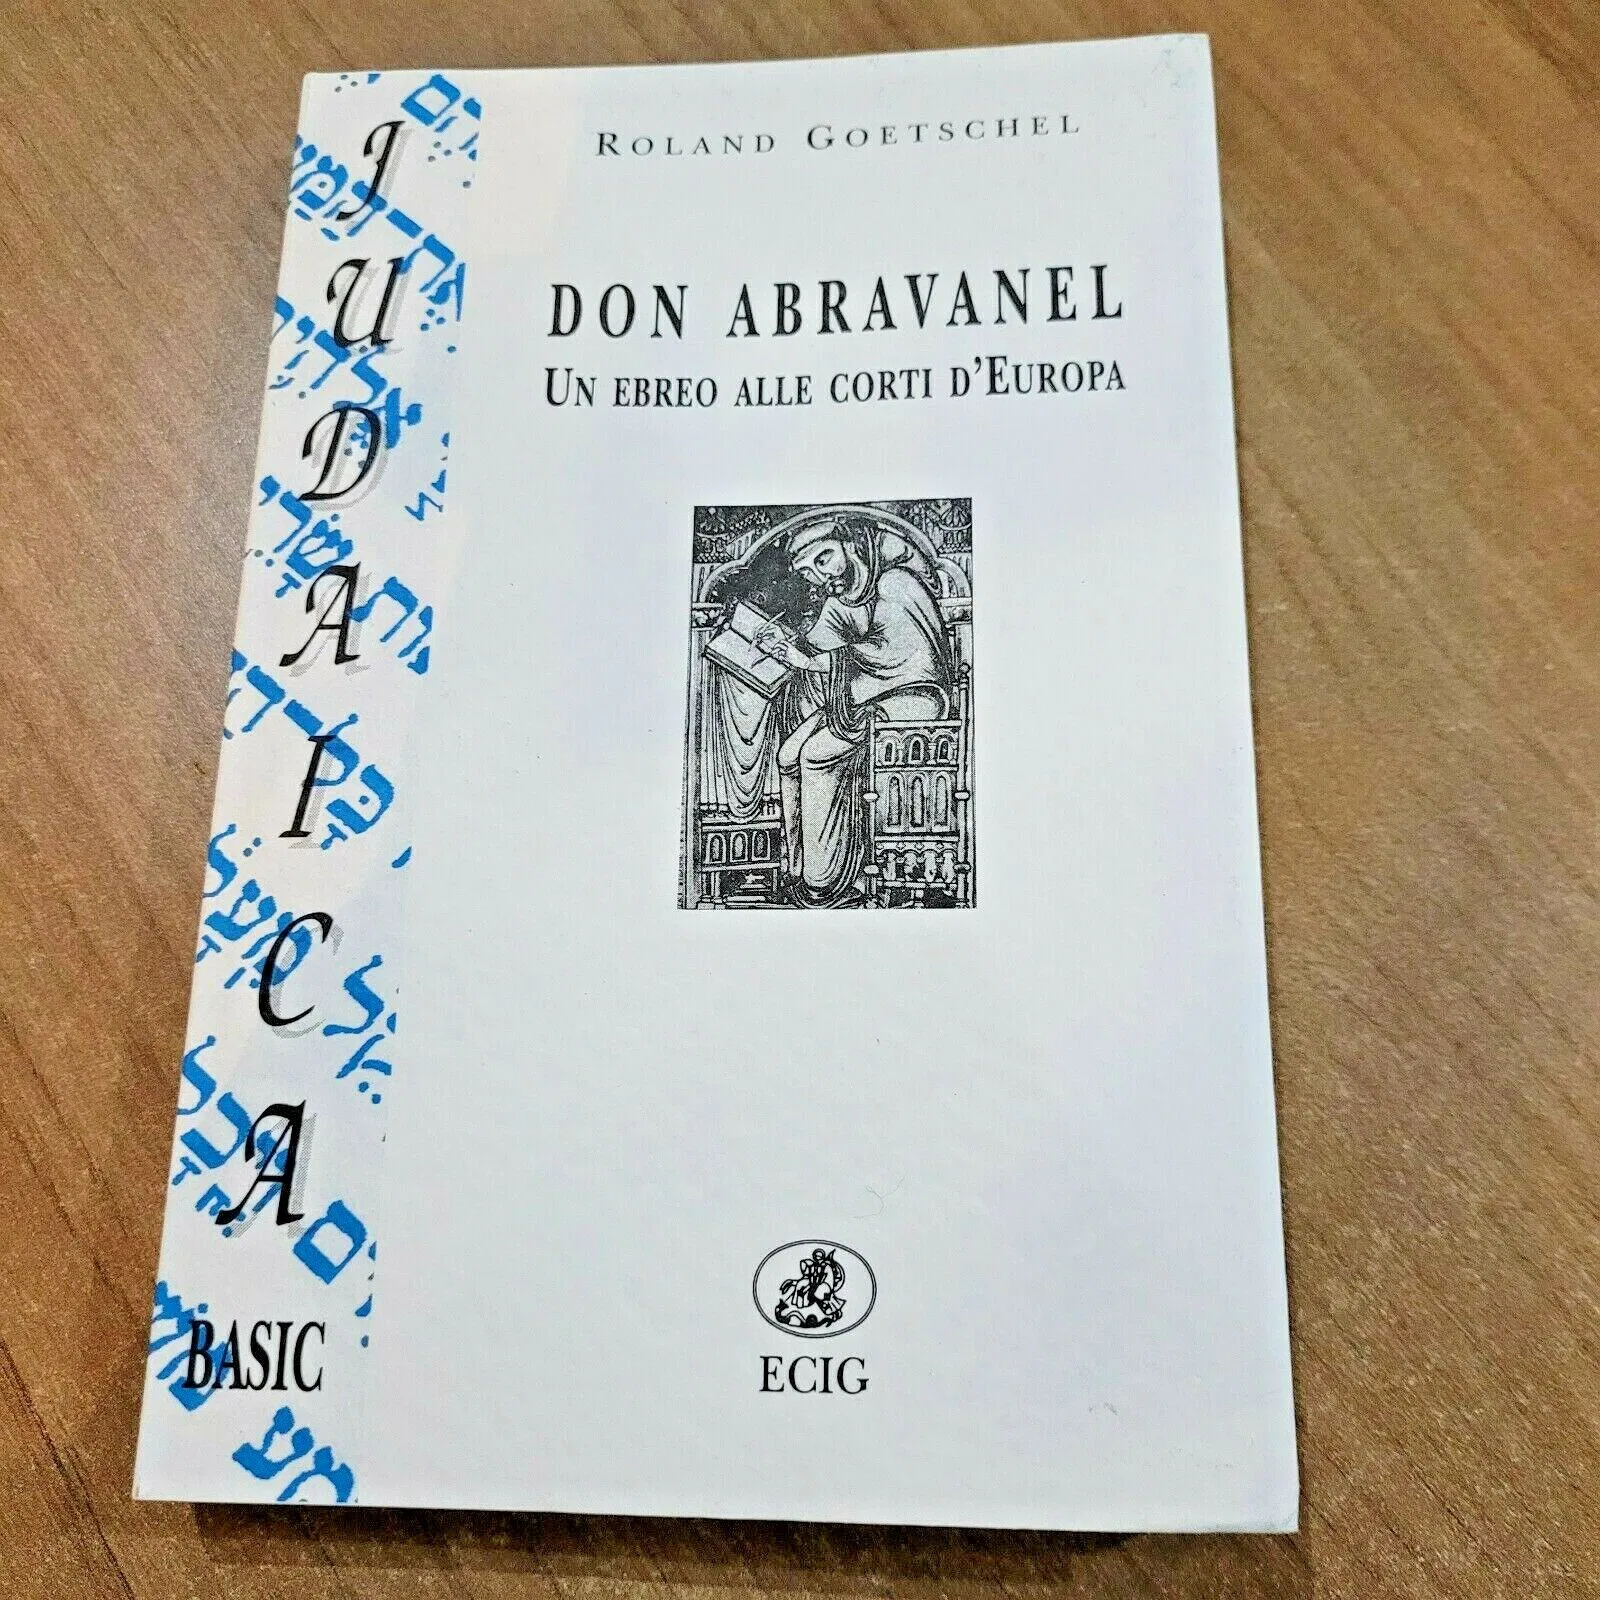 ROLAND GOETSCHEL
DON ABRAVANEL
UN EBREO ALLE CORTI D'EUROPA
JUDAICA
BASIC
ECIG